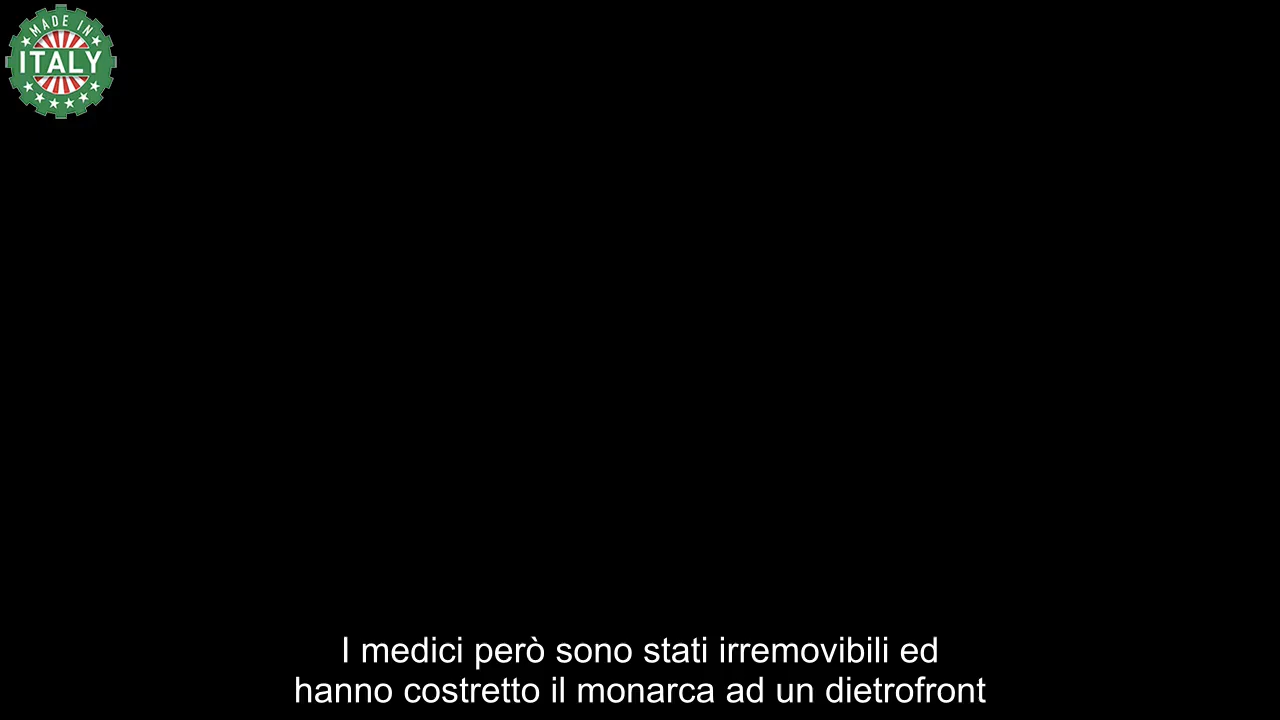 MADE IN
ITALY
I medici però sono stati irremovibili ed
hanno costretto il monarca ad un dietrofront